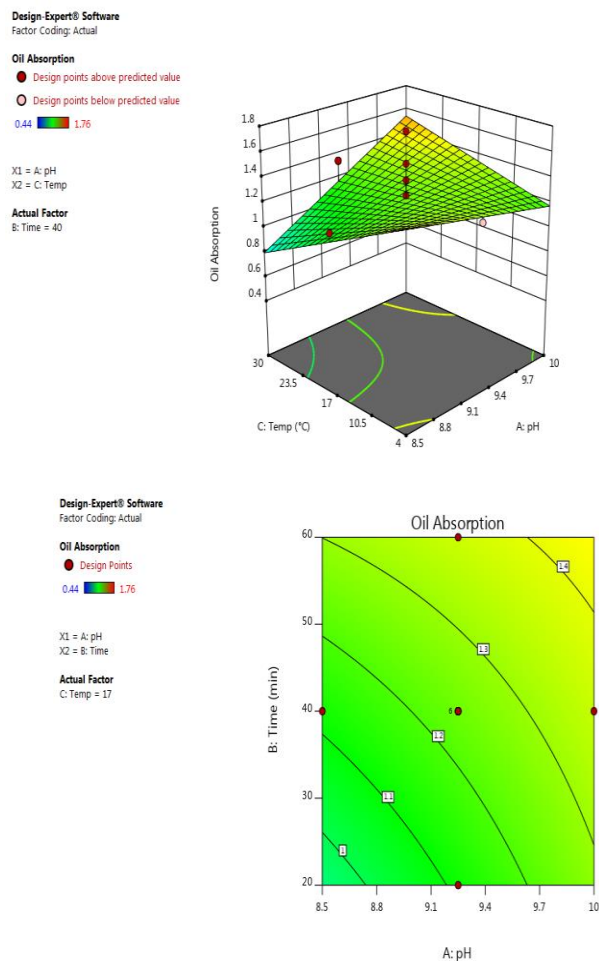 Design-Expert® Software
Factor Coding: Actual
Oil Absorption
Design points above predicted value
Design points below predicted value
0.44 1.76
X1 = A: pH
X2 = C: Temp
Actual Factor
B: Time = 40
Oil Absorption
1.8
1.6
1.4
1.2
1
0.8
0.6
0.4
30
23.5
17
10.5
4
8.5
8.8
9.1
9.4
9.7
10
C: Temp (°C)
A: pH
Design-Expert® Software
Factor Coding: Actual
Oil Absorption
Design Points
0.44 1.76
X1 = A: pH
X2 = B: Time
Actual Factor
C: Temp = 17
Oil Absorption
B: Time (min)
60
50
40
30
20
1.4
1.3
6
1.2
1.1
1
8.5 8.8 9.1 9.4 9.7 10
A: pH